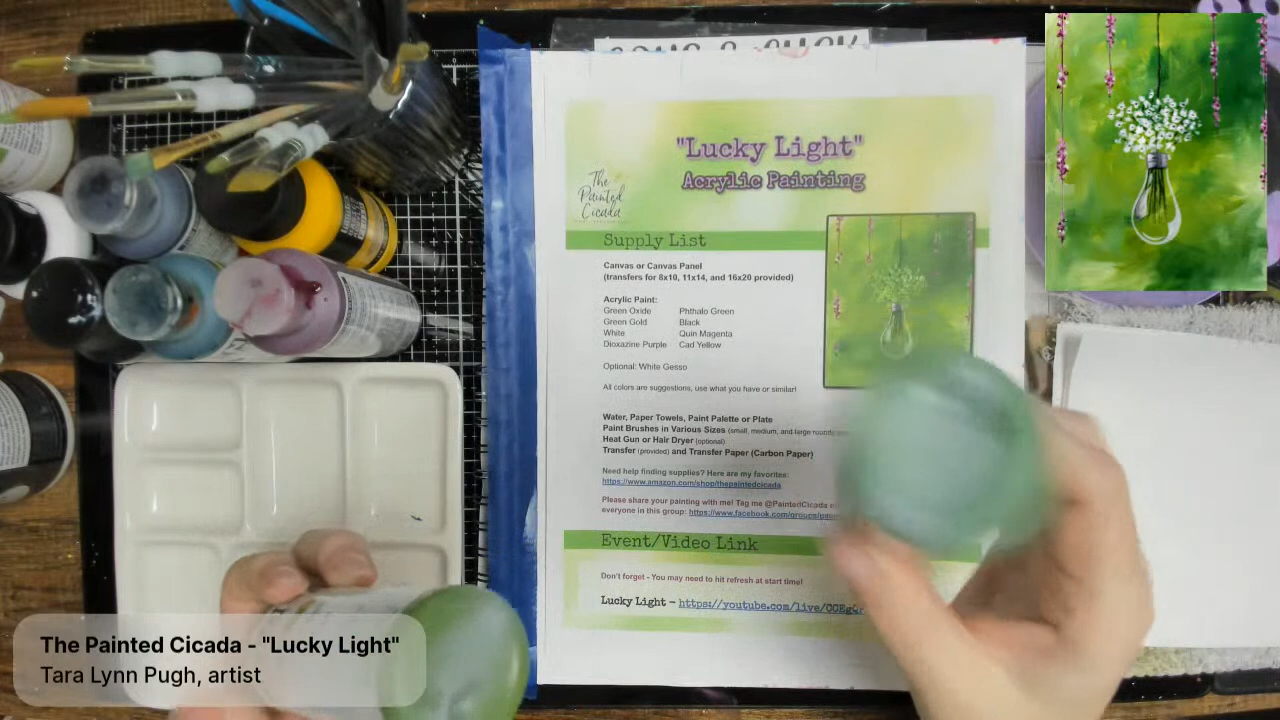 "Lucky Light"
Acrylic Painting
The
Painted
Cicada
Supply List
Canvas or Canvas Panel
(transfers for 8x10, 11x14, and 16x20 provided)
Acrylic Paint:
Green Oxide Phthalo Green
Green Gold Black
White Quin Magenta
Dioxazine Purple Cad Yellow
Optional: White Gesso
All colors are suggestions, use what you have or similar!
Water, Paper Towels, Paint Palette or Plate
Paint Brushes in Various Sizes (small, medium, and large rounds
Heat Gun or Hair Dryer (optional)
Transfer (provided) and Transfer Paper (Carbon Paper)
Need help finding supplies? Here are my favorites:
https://www.amazon.com/shop/thepaintedcicada
Please share your painting with me! Tag me @PaintedCicada
everyone in this group: https://www.facebook.com/groups/
Event/Video Link
Don't forget - You may need to hit refresh at start time!
Lucky Light - https://youtube.com/live/
The Painted Cicada - "Lucky Light"
Tara Lynn Pugh, artist